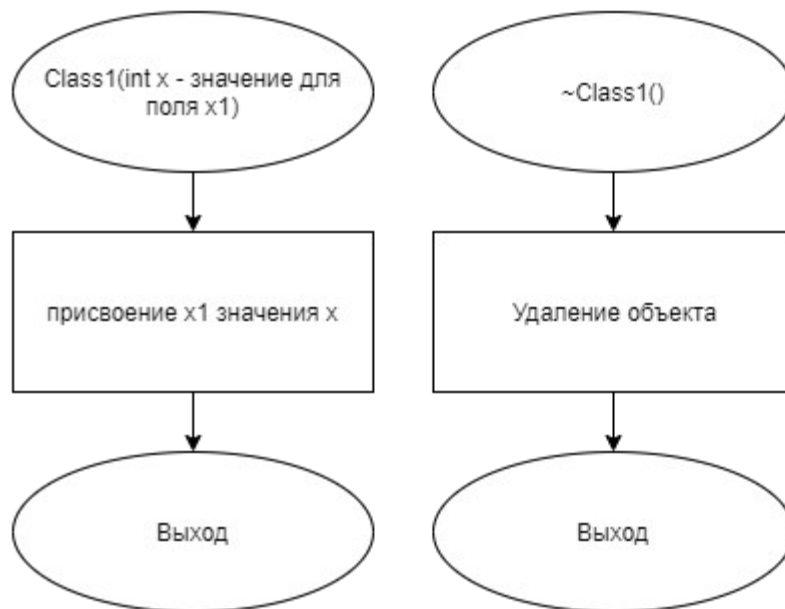 Class1(int x - значение для
поля x1)
присвоение x1 значения x
Выход
~Class1()
Удаление объекта
Выход